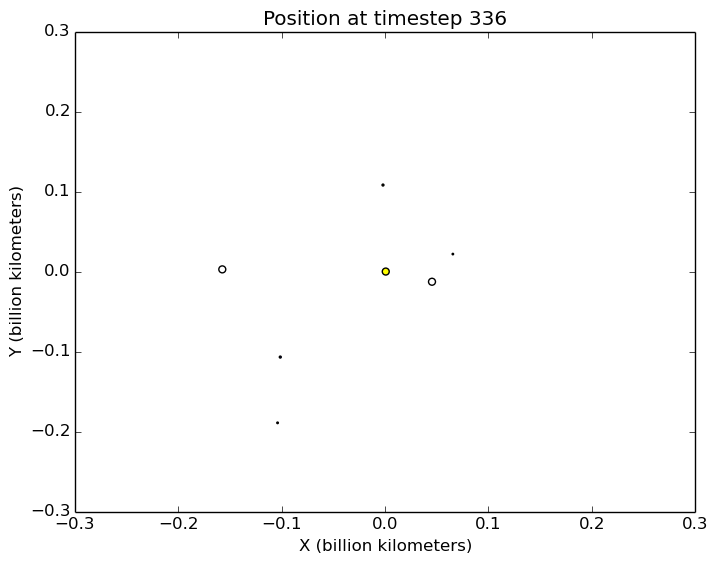 Position at timestep 336
0.3
0.2
0.1
0.0
−0.1
−0.2
−0.3
Y (billion kilometers)
−0.3 −0.2 −0.1 0.0 0.1 0.2 0.3
X (billion kilometers)